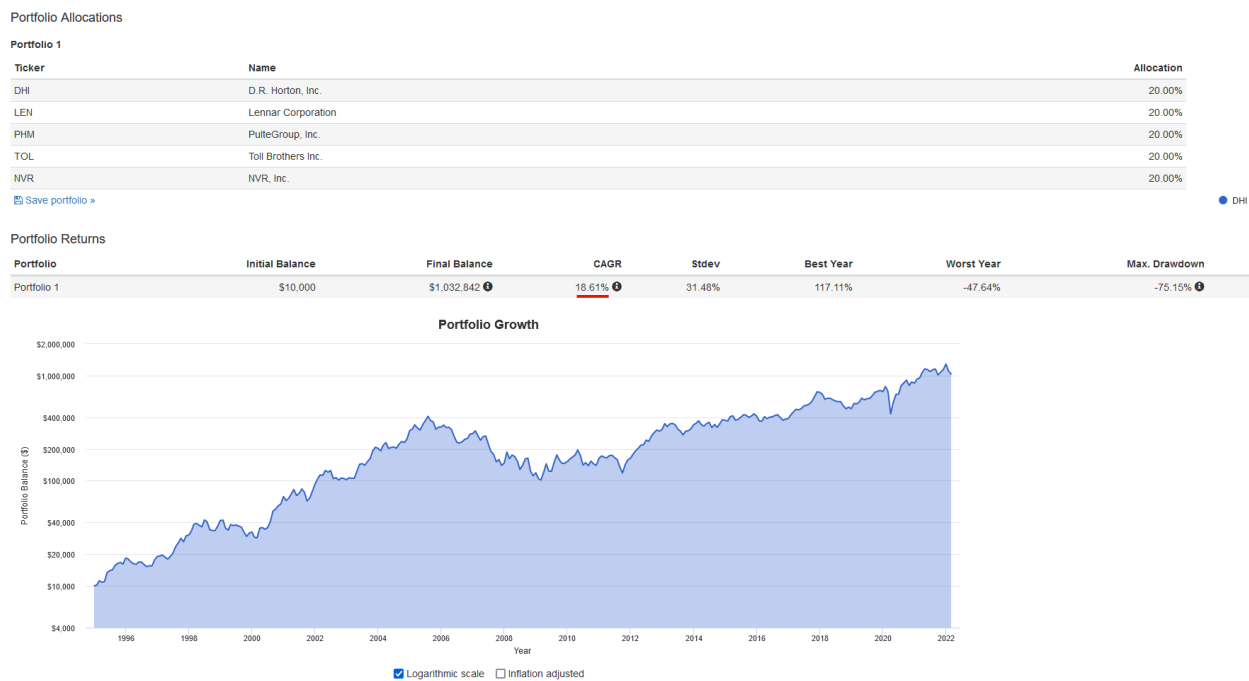 Portfolio Allocations
Portfolio 1
Ticker Name Allocation
DHI D.R. Horton, Inc. 20.00%
LEN Lennar Corporation 20.00%
PHM PulteGroup, Inc. 20.00%
TOL Toll Brothers Inc. 20.00%
NVR NVR, Inc. 20.00%
Save portfolio »
DHI
Portfolio Returns
Portfolio Initial Balance Final Balance CAGR Stdev Best Year Worst Year Max. Drawdown
Portfolio 1 $10,000 $1,032,842 18.61% 31.48% 117.11% -47.64% -75.15%
Portfolio Growth
Portfolio Balance ($)
$2,000,000
$1,000,000
$400,000
$200,000
$100,000
$40,000
$20,000
$10,000
$4,000
1996 1998 2000 2002 2004 2006 2008 2010 2012 2014 2016 2018 2020 2022
Year
Logarithmic scale Inflation adjusted